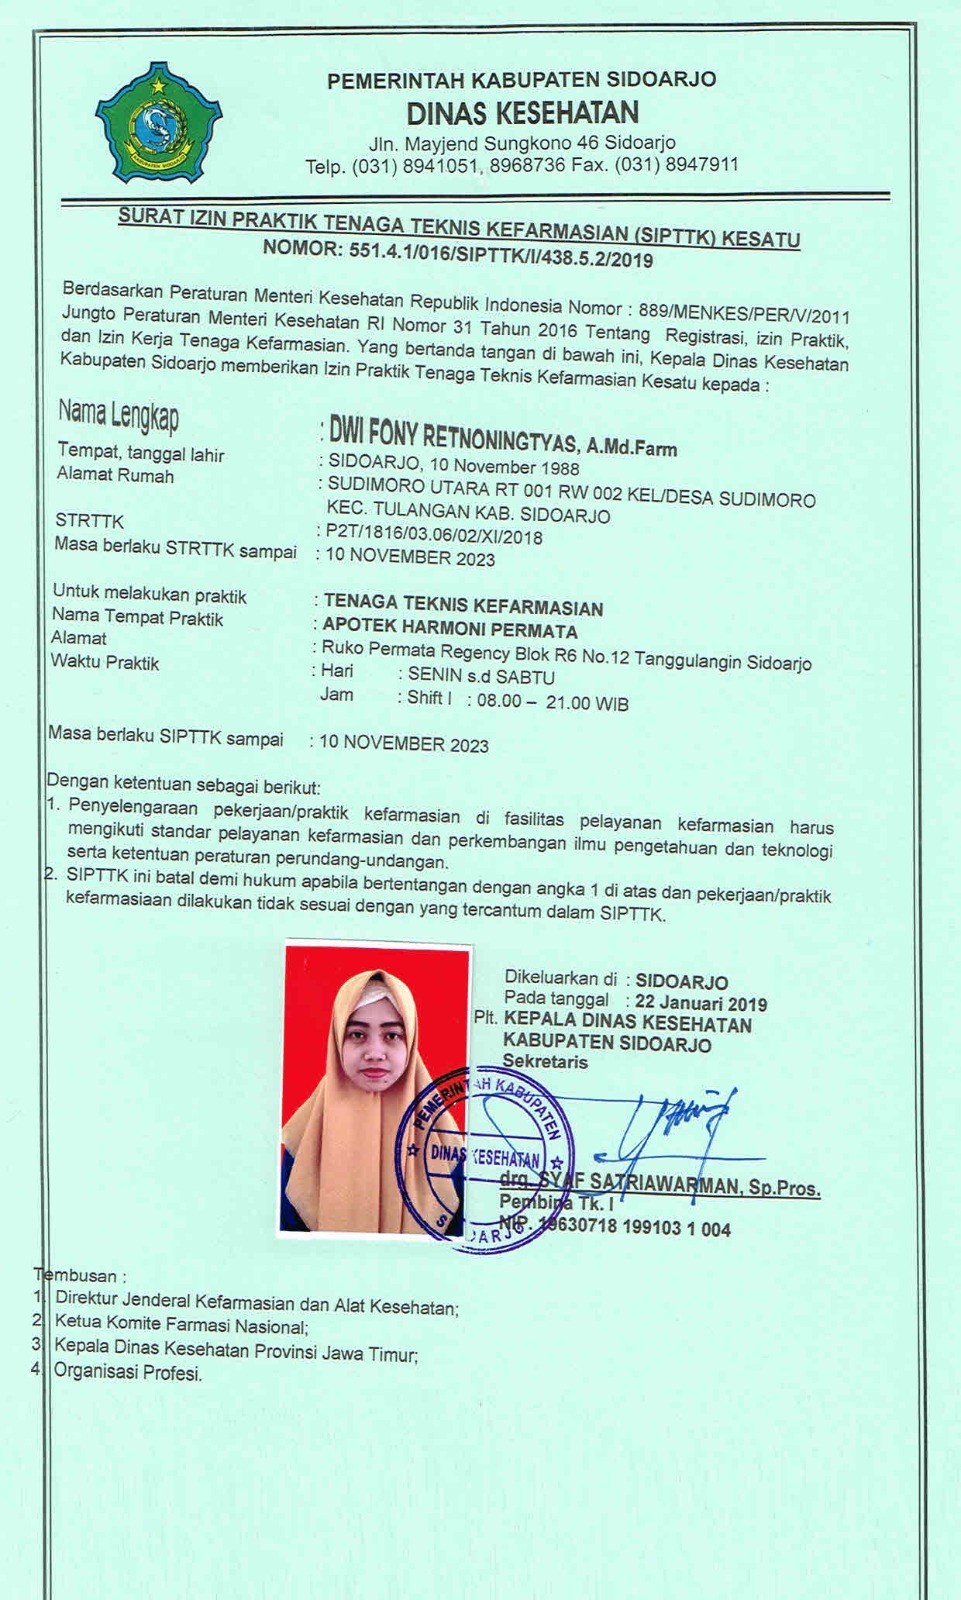 PEMERINTAH KABUPATEN SIDOARJO
DINAS KESEHATAN
Jln. Mayjend Sungkono 46 Sidoarjo
Telp. (031) 8941051, 8968736 Fax. (031) 8947911
KABUPATEN SIDOARJO
SURAT IZIN PRAKTIK TENAGA TEKNIS KEFARMASIAN (SIPTTK) KESATU
NOMOR: 551.4.1/016/SIPTTK/I/438.5.2/2019
Berdasarkan Peraturan Menteri Kesehatan Republik Indonesia Nomor : 889/MENKES/PER/V/2011
Jungto Peraturan Menteri Kesehatan RI Nomor 31 Tahun 2016 Tentang Registrasi, izin Praktik,
dan Izin Kerja Tenaga Kefarmasian. Yang bertanda tangan di bawah ini, Kepala Dinas Kesehatan
Kabupaten Sidoarjo memberikan Izin Praktik Tenaga Teknis Kefarmasian Kesatu kepada :
Nama Lengkap : DWI FONY RETNONINGTYAS, A.Md.Farm
Tempat, tanggal lahir : SIDOARJO, 10 November 1988
Alamat Rumah : SUDIMORO UTARA RT 001 RW 002 KEL/DESA SUDIMORO
KEC. TULANGAN KAB. SIDOARJO
STRTTK : P2T/1816/03.06/02/XI/2018
Masa berlaku STRTTK sampai : 10 NOVEMBER 2023
Untuk melakukan praktik : TENAGA TEKNIS KEFARMASIAN
Nama Tempat Praktik : APOTEK HARMONI PERMATA
Alamat : Ruko Permata Regency Blok R6 No.12 Tanggulangin Sidoarjo
Waktu Praktik : Hari : SENIN s.d SABTU
Jam : Shift I : 08.00 – 21.00 WIB
Masa berlaku SIPTTK sampai : 10 NOVEMBER 2023
Dengan ketentuan sebagai berikut:
1. Penyelengaraan pekerjaan/praktik kefarmasian di fasilitas pelayanan kefarmasian harus
mengikuti standar pelayanan kefarmasian dan perkembangan ilmu pengetahuan dan teknologi
serta ketentuan peraturan perundang-undangan.
2. SIPTTK ini batal demi hukum apabila bertentangan dengan angka 1 di atas dan pekerjaan/praktik
kefarmasiaan dilakukan tidak sesuai dengan yang tercantum dalam SIPTTK.
Dikeluarkan di : SIDOARJO
Pada tanggal : 22 Januari 2019
Plt. KEPALA DINAS KESEHATAN
KABUPATEN SIDOARJO
Sekretaris
PEMERINTAH KABUPATEN
DINAS KESEHATAN
SIDOARJO
drg. SYAF SATRIAWARMAN, Sp.Pros.
Pembina Tk. I
NIP. 19630718 199103 1 004
Tembusan :
1. Direktur Jenderal Kefarmasian dan Alat Kesehatan;
2. Ketua Komite Farmasi Nasional;
3. Kepala Dinas Kesehatan Provinsi Jawa Timur;
4. Organisasi Profesi.